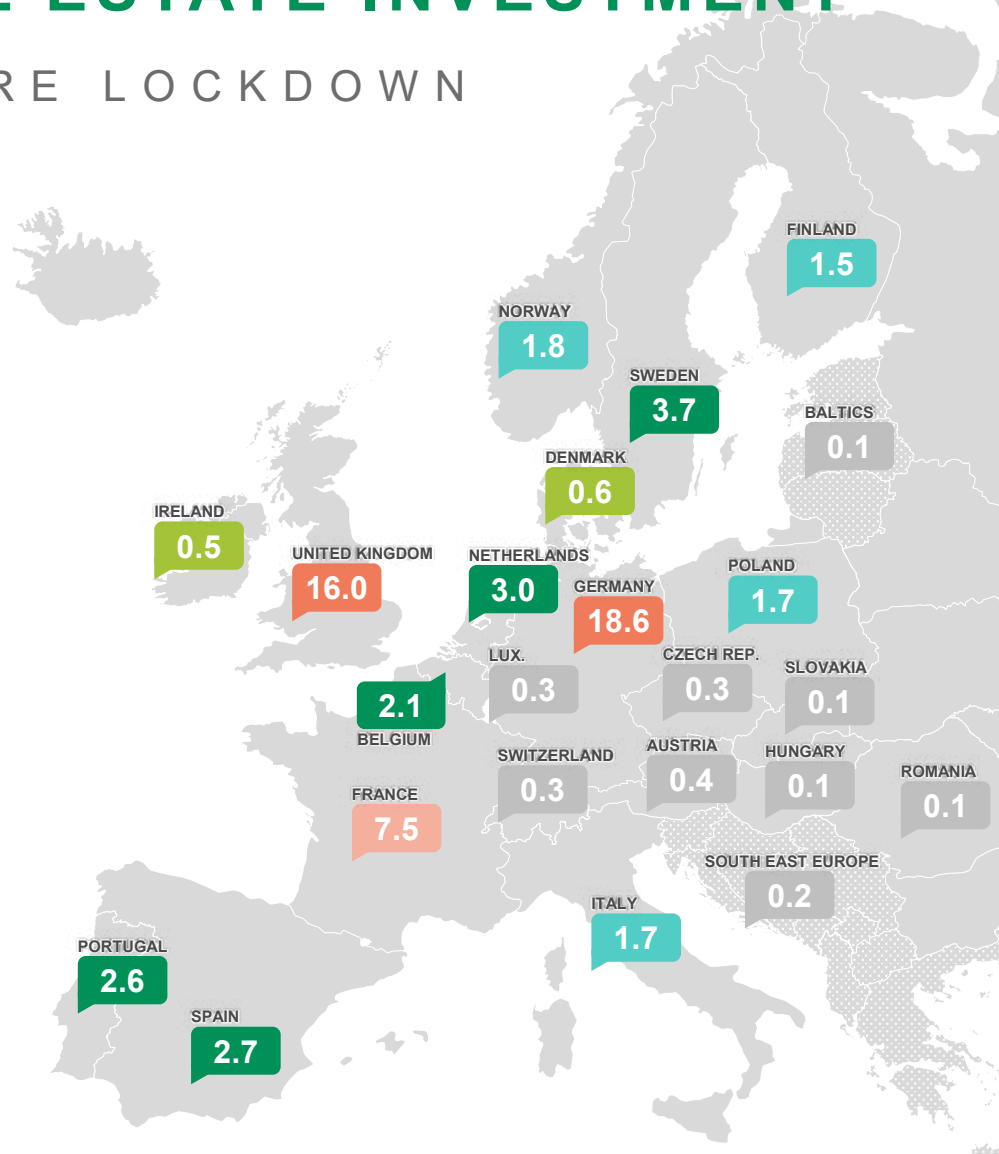 ESTATE INVESTMENT
LOCKDOWN
FINLAND
1.5
NORWAY
1.8
SWEDEN
3.7
BALTICS
0.1
DENMARK
0.6
IRELAND
0.5
UNITED KINGDOM
16.0
NETHERLANDS
3.0
GERMANY
18.6
POLAND
1.7
LUX.
0.3
CZECH REP.
0.3
SLOVAKIA
0.1
2.1
BELGIUM
SWITZERLAND
0.3
AUSTRIA
0.4
HUNGARY
0.1
ROMANIA
0.1
FRANCE
7.5
SOUTH EAST EUROPE
0.2
ITALY
1.7
PORTUGAL
2.6
SPAIN
2.7